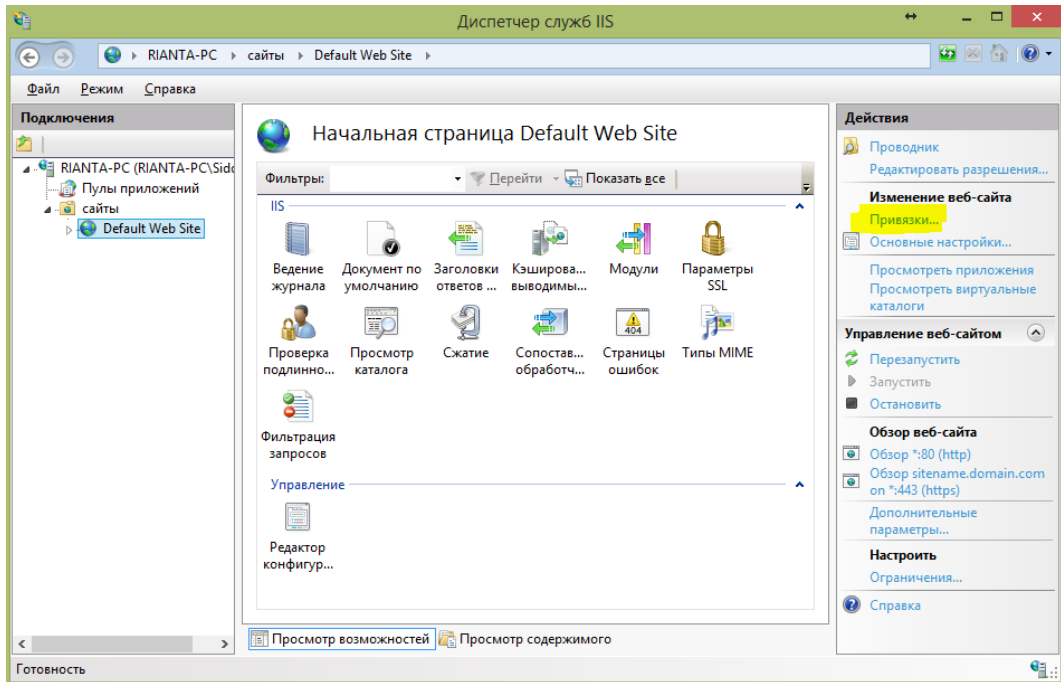 Диспетчер служб IIS
RIANTA-PC
сайты
Default Web Site
Файл Режим Справка
Подключения
RIANTA-PC (RIANTA-PC\Sido
Пулы приложений
сайты
Default Web Site
Начальная страница Default Web Site
Фильтры:
Перейти
Показать все
IIS
Ведение
журнала
Документ по
умолчанию
Заголовки
ответов ...
Кэширова...
выводимы...
Модули
Параметры
SSL
Проверка
подлинно...
Просмотр
каталога
Сжатие
Сопостав...
обработч...
404
Страницы
ошибок
Типы MIME
Фильтрация
запросов
Управление
Редактор
конфигур...
Просмотр возможностей
Просмотр содержимого
Действия
Проводник
Редактировать разрешения...
Изменение веб-сайта
Привязки...
Основные настройки...
Просмотреть приложения
Просмотреть виртуальные
каталоги
Управление веб-сайтом
Перезапустить
Запустить
Остановить
Обзор веб-сайта
Обзор *:80 (http)
Обзор sitename.domain.com
on *:443 (https)
Дополнительные
параметры...
Настроить
Ограничения...
Справка
Готовность